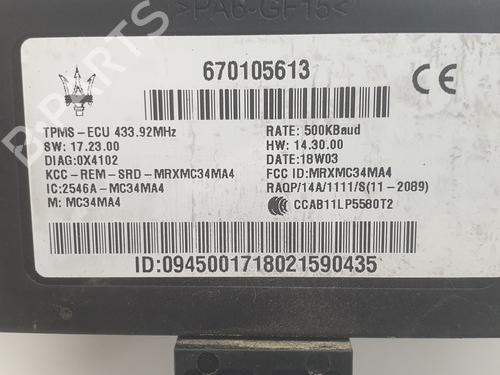 >PA6-GF15<
670105613
CE
TPMS-ECU 433.92MHz
RATE: 500KBaud
SW: 17.23.00
HW: 14.30.00
DIAG:0X4102
DATE:18W03
KCC-REM-SRD-MRXMC34MA4
FCC ID:MRXMC34MA4
IC:2546A-MC34MA4
RAQP/14A/1111/S(11-2089)
M: MC34MA4
CCAB11LP5580T2
ID:0945001718021590435
B-PARTS